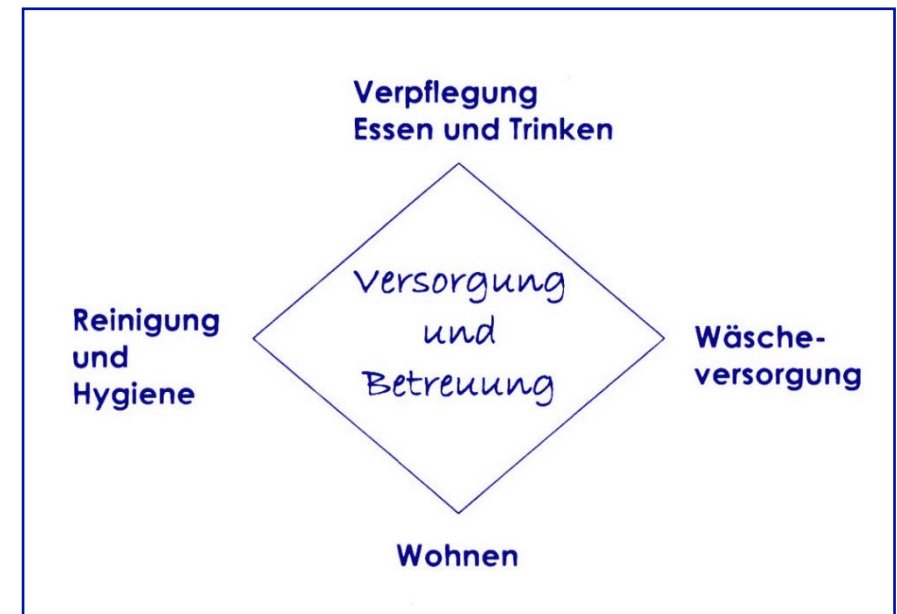 Verpflegung
Essen und Trinken
Versorgung
und
Betreuung
Reinigung
und
Hygiene
Wäsche-
versorgung
Wohnen